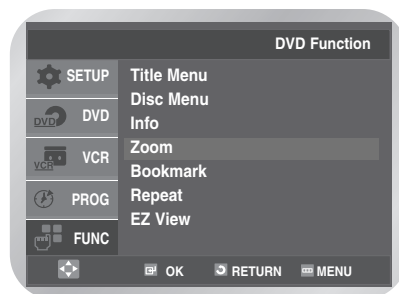 DVD Function
SETUP
DVD
DVD
VCR
VCR
PROG
FUNC
Title Menu
Disc Menu
Info
Zoom
Bookmark
Repeat
EZ View
OK RETURN MENU